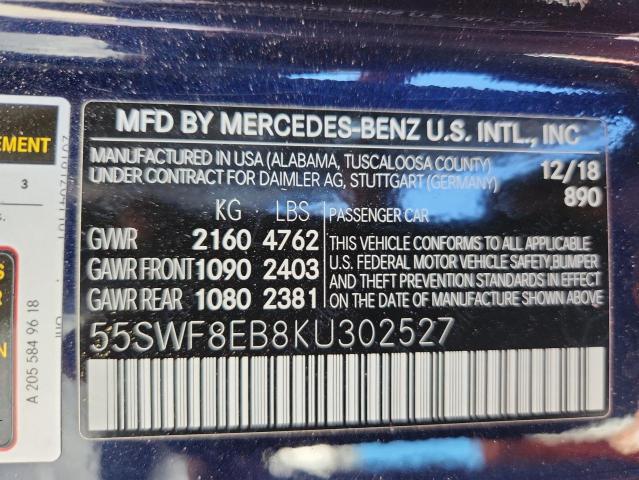 MFD BY MERCEDES-BENZ U.S. INTL., INC
MANUFACTURED IN USA (ALABAMA, TUSCALOOSA COUNTY)
UNDER CONTRACT FOR DAIMLER AG, STUTTGART (GERMANY)
12/18
890
KG LBS
PASSENGER CAR
GVWR 2160 4762
GAWR FRONT 1090 2403
GAWR REAR 1080 2381
THIS VEHICLE CONFORMS TO ALL APPLICABLE
U.S. FEDERAL MOTOR VEHICLE SAFETY, BUMPER
AND THEFT PREVENTION STANDARDS IN EFFECT
ON THE DATE OF MANUFACTURE SHOWN ABOVE
55SWF8EB8KU302527
EMENT
3
A 205 584 96 18